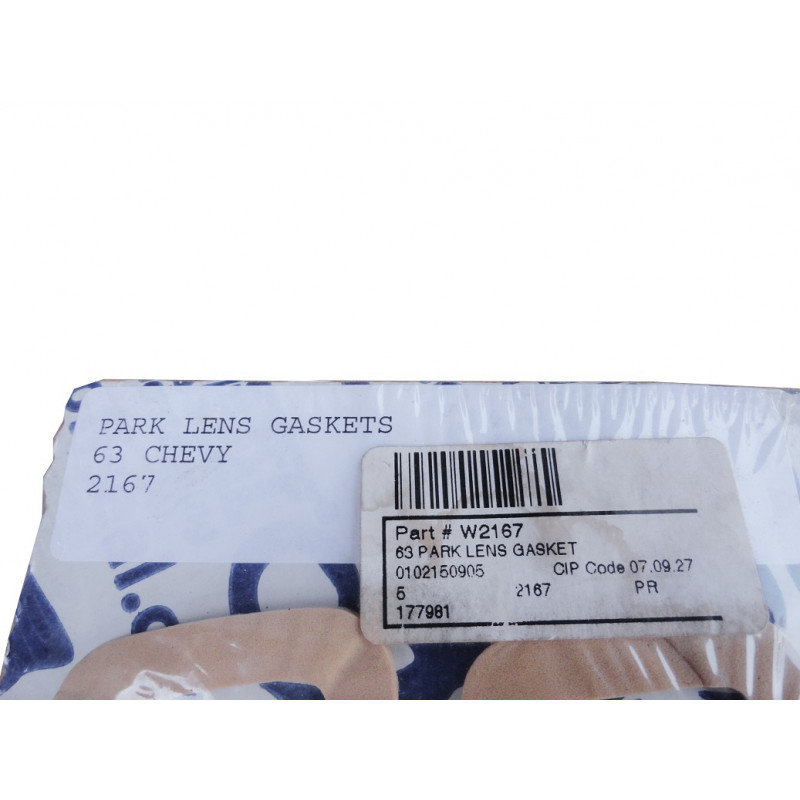 PARK LENS GASKETS
63 CHEVY
2167
Part # W2167
63 PARK LENS GASKET
0102150905 CIP Code 07.09.27
5 2167 PR
177981